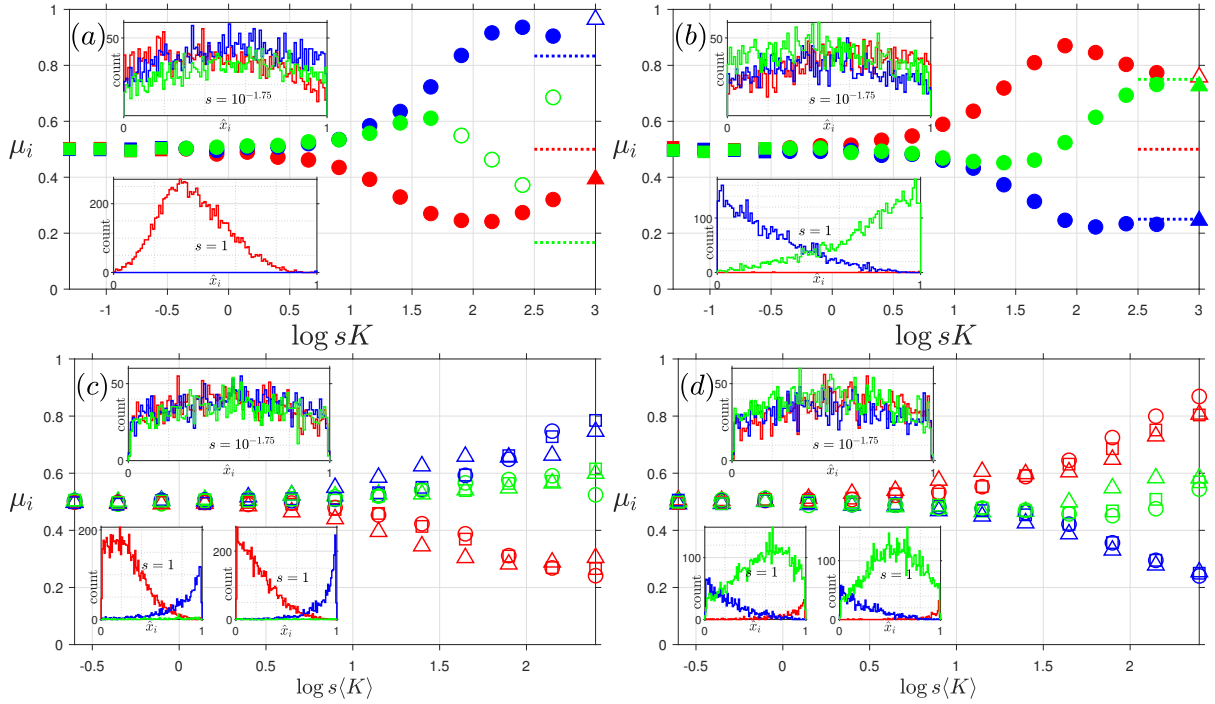 (a)
1
0.8
0.6
0.4
0.2
0
μ_i
50
count
s = 10^{-1.75}
0 x̂_i 1
200
count
s = 1
0
0 x̂_i 1
-1 -0.5 0 0.5 1 1.5 2 2.5 3
log sK
(b)
1
0.8
0.6
0.4
0.2
0
μ_i
50
count
s = 10^{-1.75}
0 x̂_i 1
100
count
s = 1
0
0 x̂_i 1
-1 -0.5 0 0.5 1 1.5 2 2.5 3
log sK
(c)
1
0.8
0.6
0.4
0.2
0
μ_i
50
count
0
s = 10^{-1.75}
0 x̂_i 1
200
count
s = 1
0
0 x̂_i 1
200
count
s = 1
0
0 1
-0.5 0 0.5 1 1.5 2
log s⟨K⟩
(d)
1
0.8
0.6
0.4
0.2
0
μ_i
50
count
0
s = 10^{-1.75}
0 x̂_i 1
100
count
s = 1
0
0 x̂_i 1
100
count
s = 1
0
0 1
-0.5 0 0.5 1 1.5 2
log s⟨K⟩